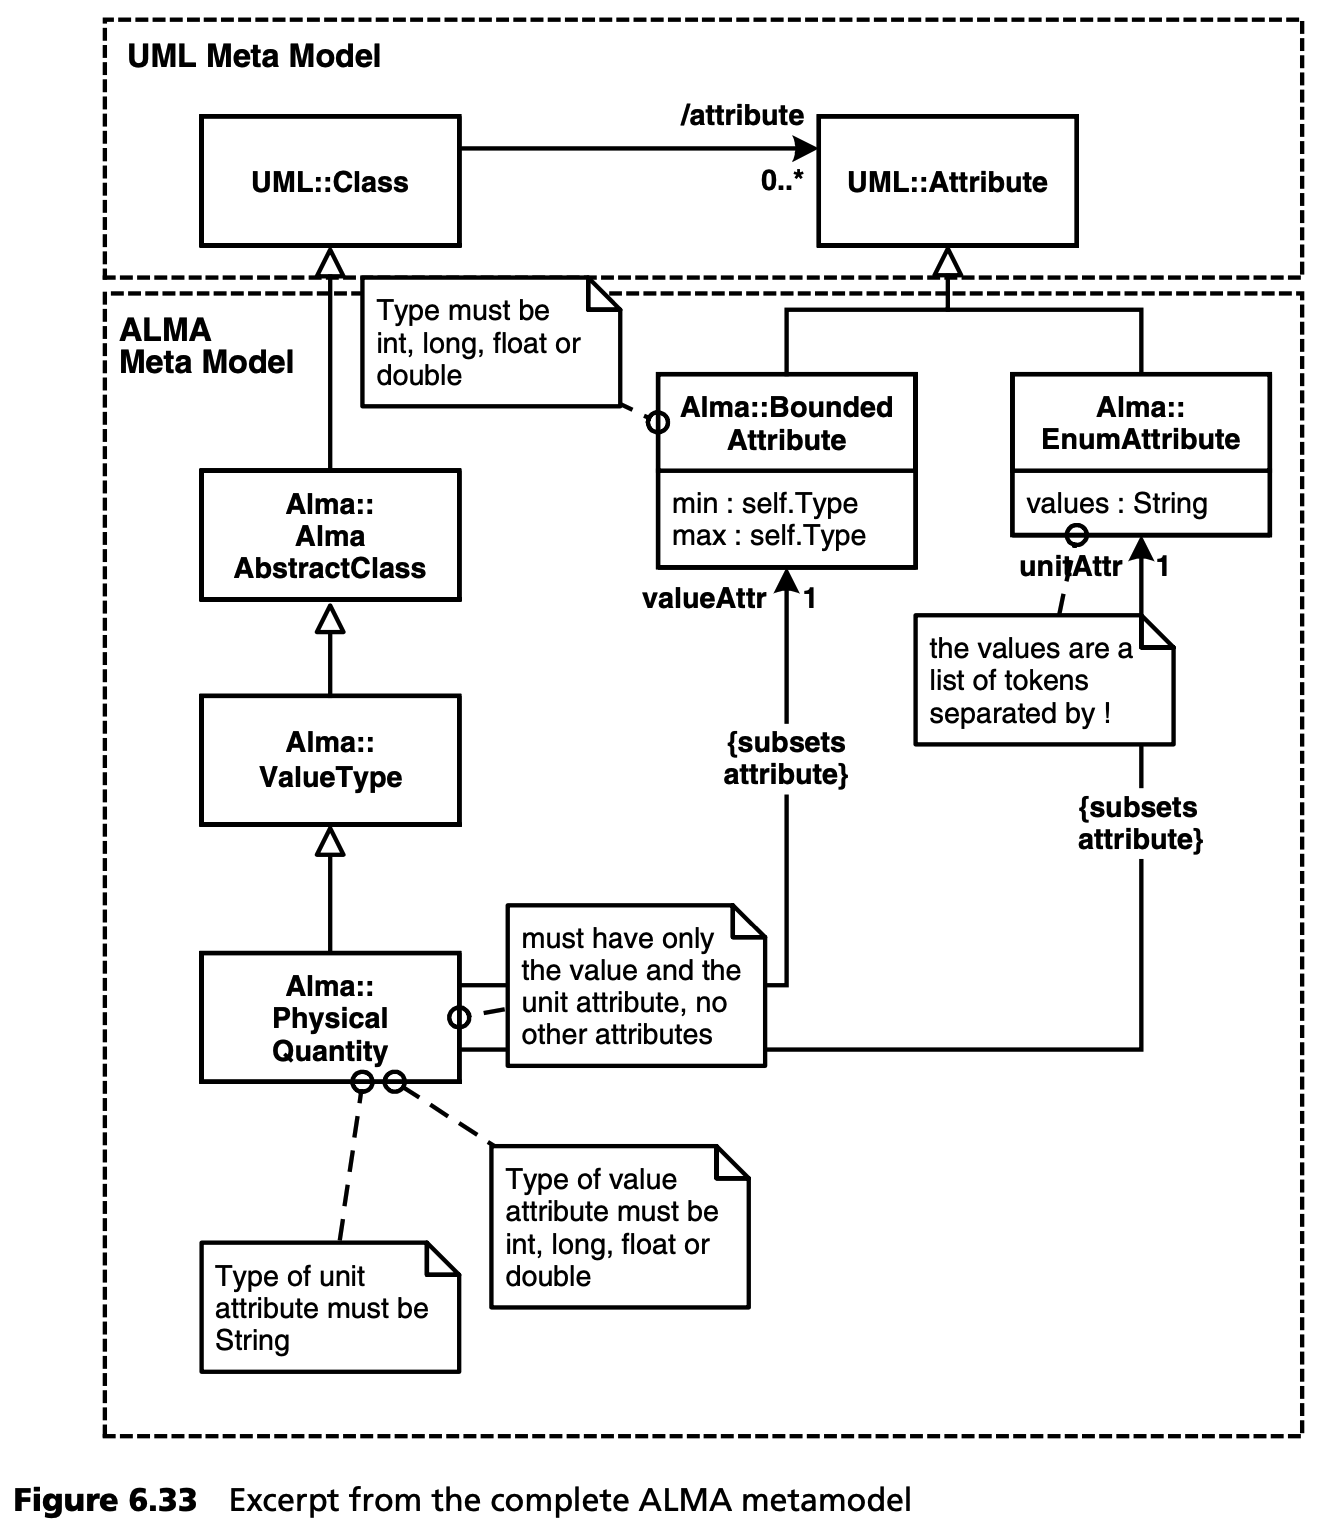 UML Meta Model
/attribute
UML::Class
0..*
UML::Attribute
ALMA
Meta Model
Type must be
int, long, float or
double
Alma::Bounded
Attribute
min : self.Type
max : self.Type
Alma::
EnumAttribute
values : String
Alma::
Alma
AbstractClass
valueAttr
1
unitAttr
1
the values are a
list of tokens
separated by !
Alma::
ValueType
{subsets
attribute}
{subsets
attribute}
must have only
the value and the
unit attribute, no
other attributes
Alma::
Physical
Quantity
Type of value
attribute must be
int, long, float or
double
Type of unit
attribute must be
String
Figure 6.33 Excerpt from the complete ALMA metamodel